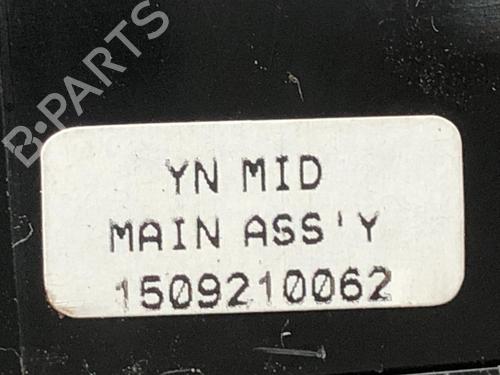 B-PARTS
YN MID
MAIN ASS'Y
1509210062